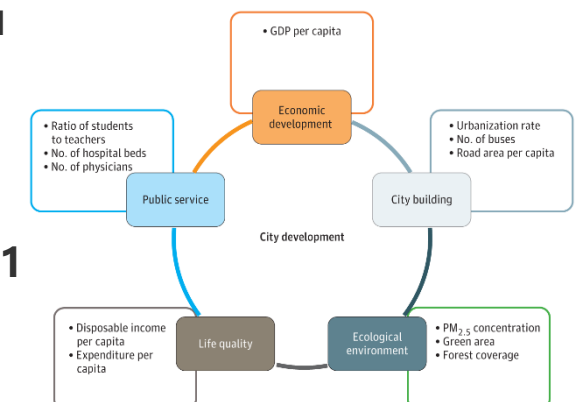 • GDP per capita
Economic
development
• Ratio of students
to teachers
• No. of hospital beds
• No. of physicians
Public service
• Urbanization rate
• No. of buses
• Road area per capita
City building
City development
1
• Disposable income
per capita
• Expenditure per
capita
Life quality
Ecological
environment
• PM2.5 concentration
• Green area
• Forest coverage